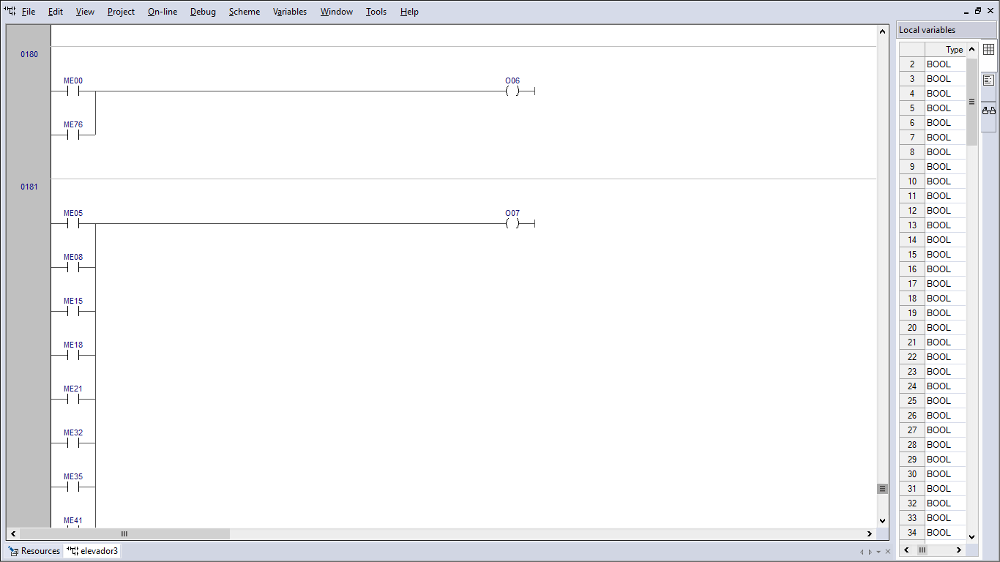 File Edit View Project On-line Debug Scheme Variables Window Tools Help
Local variables
Type
0180
ME00 O06
ME76
0181
ME05 O07
ME08
ME15
ME18
ME21
ME32
ME35
ME41
2 BOOL
3 BOOL
4 BOOL
5 BOOL
6 BOOL
7 BOOL
8 BOOL
9 BOOL
10 BOOL
11 BOOL
12 BOOL
13 BOOL
14 BOOL
15 BOOL
16 BOOL
17 BOOL
18 BOOL
19 BOOL
20 BOOL
21 BOOL
22 BOOL
23 BOOL
24 BOOL
25 BOOL
26 BOOL
27 BOOL
28 BOOL
29 BOOL
30 BOOL
31 BOOL
32 BOOL
33 BOOL
34 BOOL
Resources elevador3